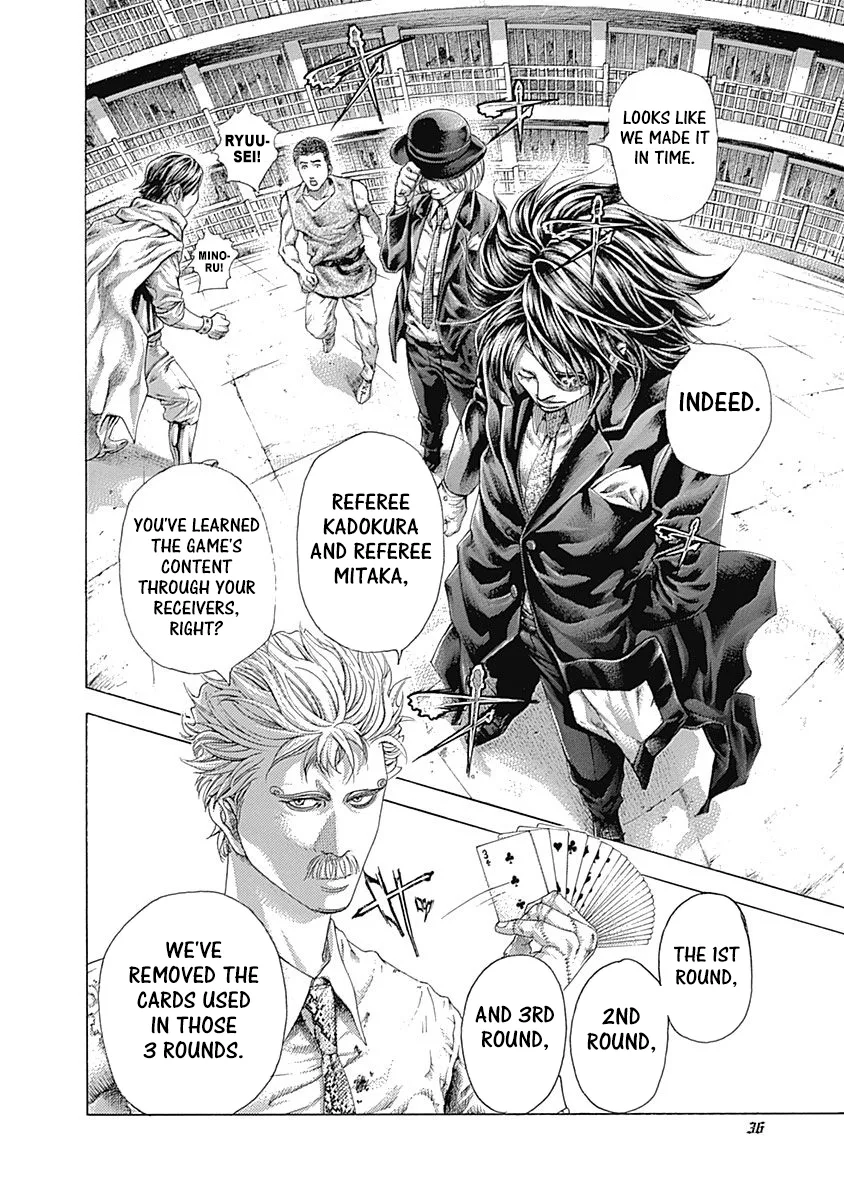 LOOKS LIKE
WE MADE IT
IN TIME.
INDEED.
RYUU-
SEI!
MINO-
RU!
REFEREE
KADOKURA
AND REFEREE
MITAKA,
YOU'VE LEARNED
THE GAME'S
CONTENT
THROUGH YOUR
RECEIVERS,
RIGHT?
3
THE 1ST
ROUND,
2ND
ROUND,
AND 3RD
ROUND,
WE'VE
REMOVED THE
CARDS USED
IN THOSE
3 ROUNDS.
36